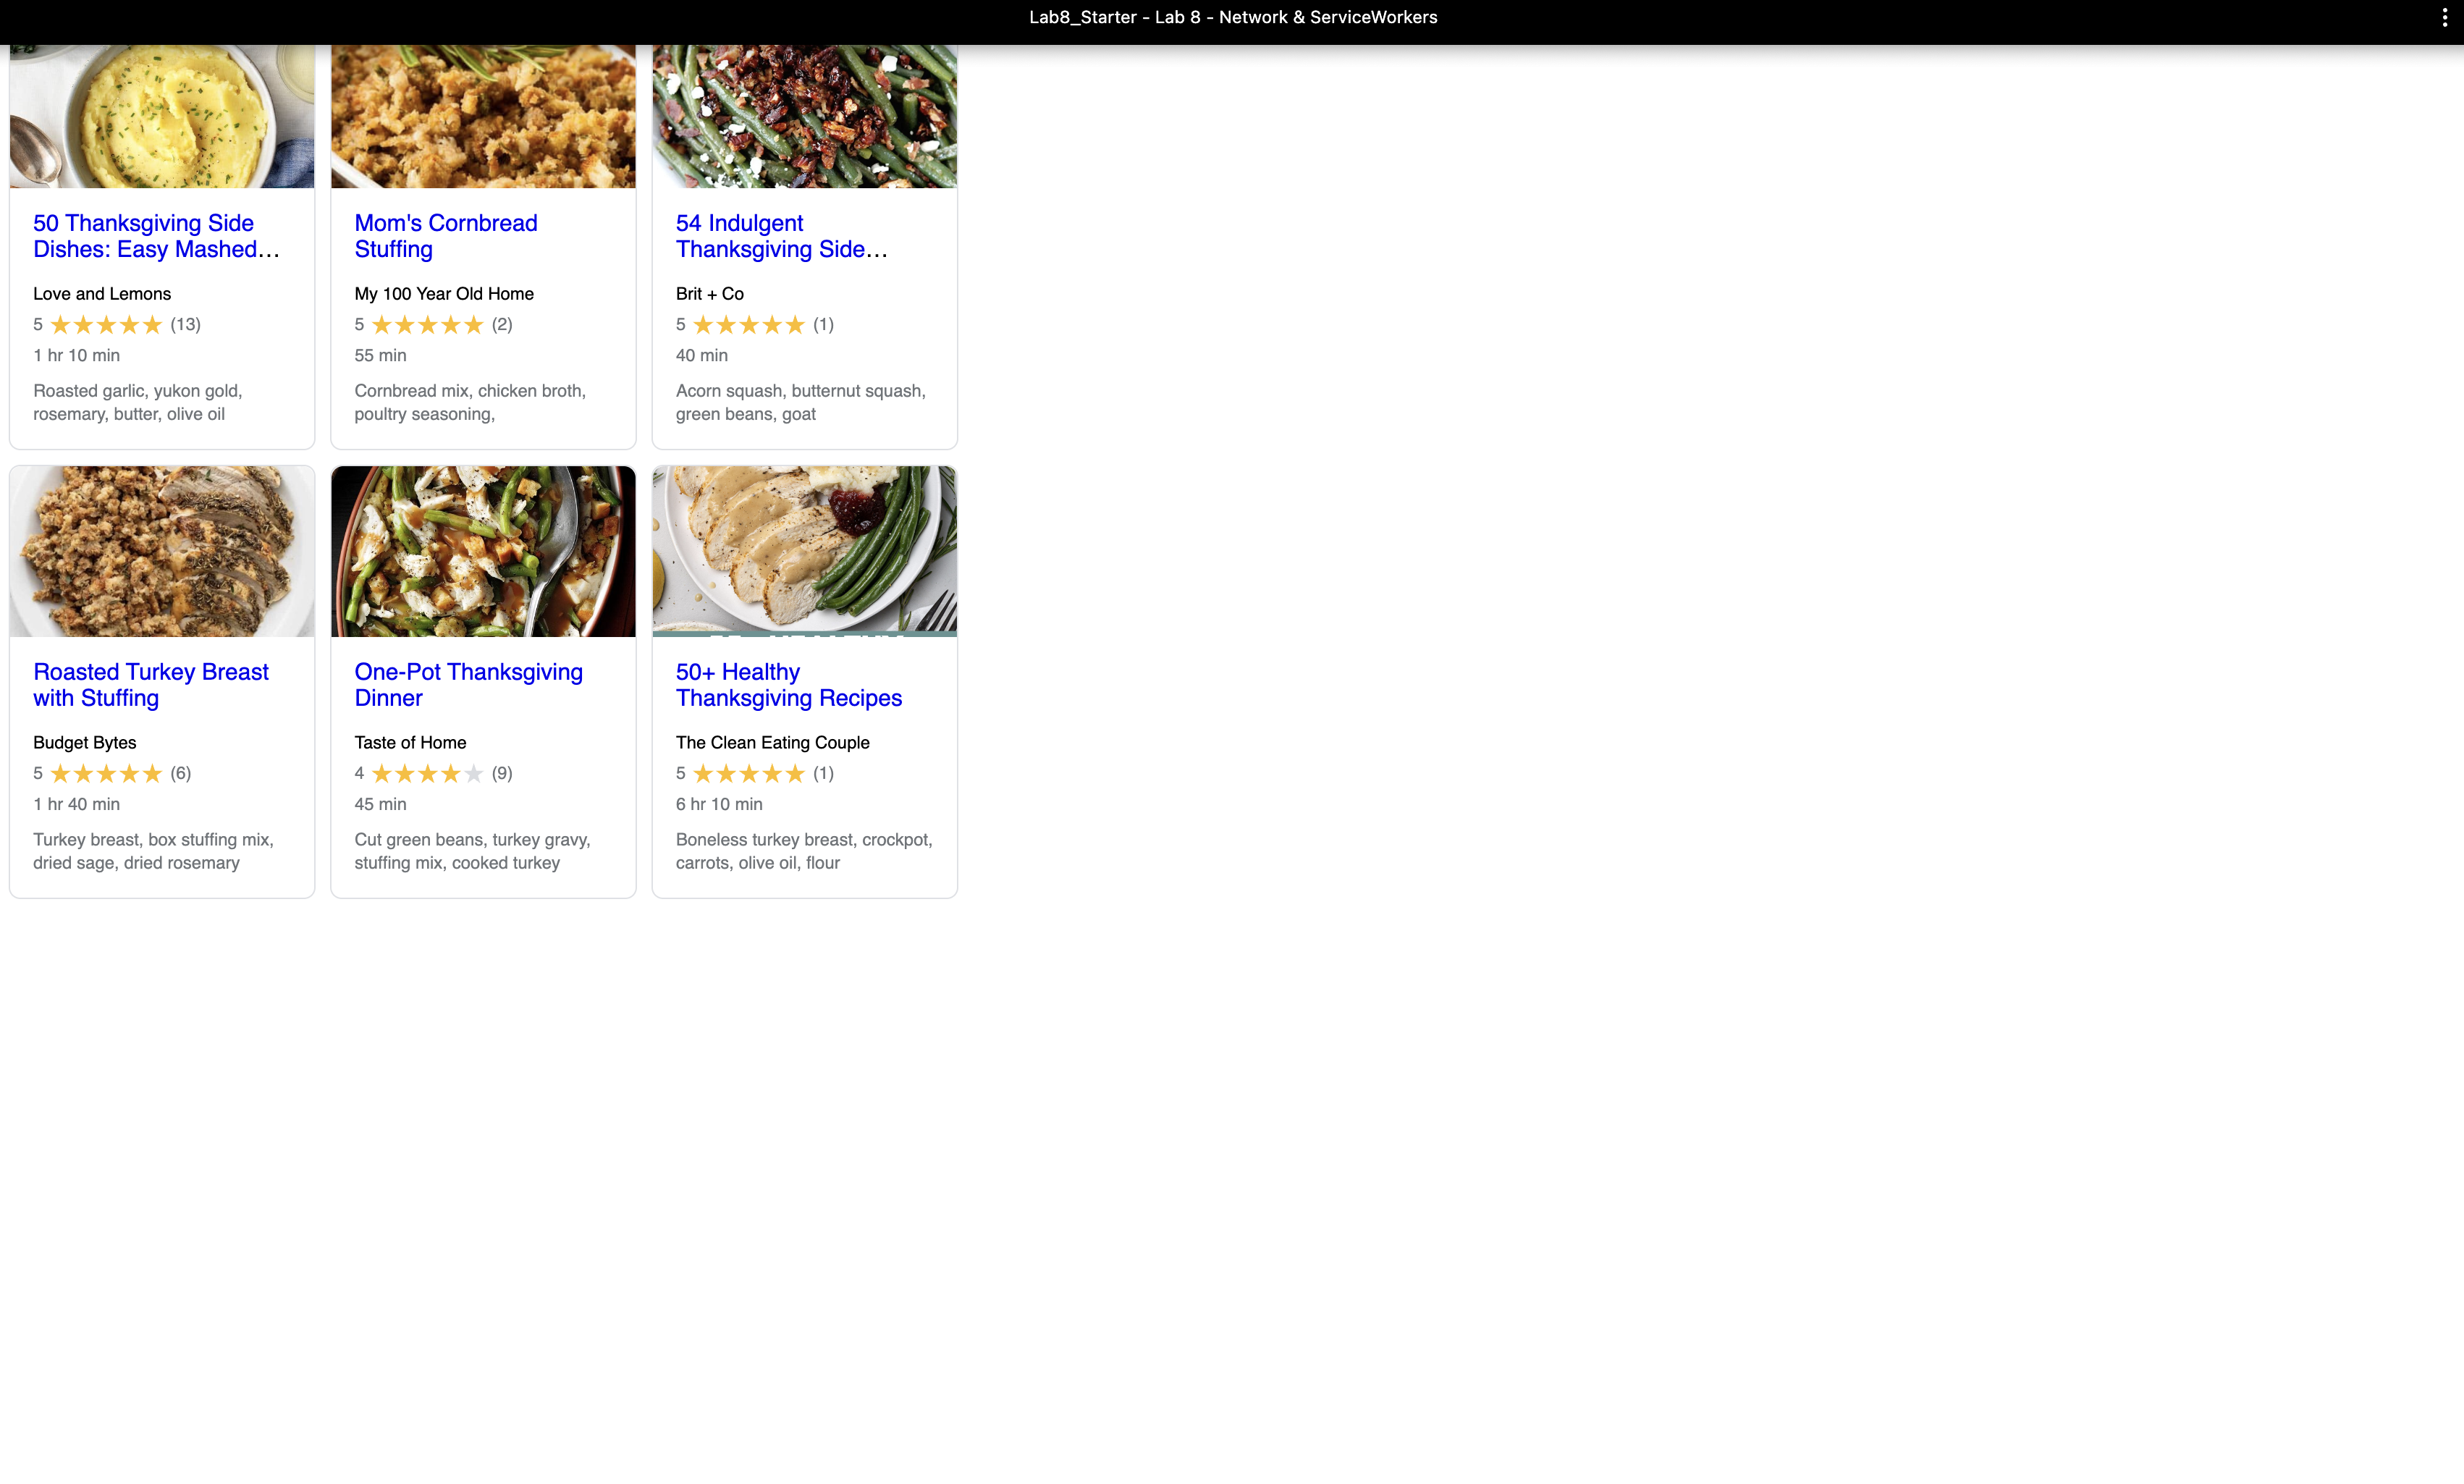 Lab8_Starter - Lab 8 - Network & ServiceWorkers
50 Thanksgiving Side
Dishes: Easy Mashed…
Love and Lemons
5 ★★★★★ (13)
1 hr 10 min
Roasted garlic, yukon gold,
rosemary, butter, olive oil
Mom's Cornbread
Stuffing
My 100 Year Old Home
5 ★★★★★ (2)
55 min
Cornbread mix, chicken broth,
poultry seasoning,
54 Indulgent
Thanksgiving Side…
Brit + Co
5 ★★★★★ (1)
40 min
Acorn squash, butternut squash,
green beans, goat
Roasted Turkey Breast
with Stuffing
Budget Bytes
5 ★★★★★ (6)
1 hr 40 min
Turkey breast, box stuffing mix,
dried sage, dried rosemary
One-Pot Thanksgiving
Dinner
Taste of Home
4 ★★★★★ (9)
45 min
Cut green beans, turkey gravy,
stuffing mix, cooked turkey
50+ Healthy
Thanksgiving Recipes
The Clean Eating Couple
5 ★★★★★ (1)
6 hr 10 min
Boneless turkey breast, crockpot,
carrots, olive oil, flour